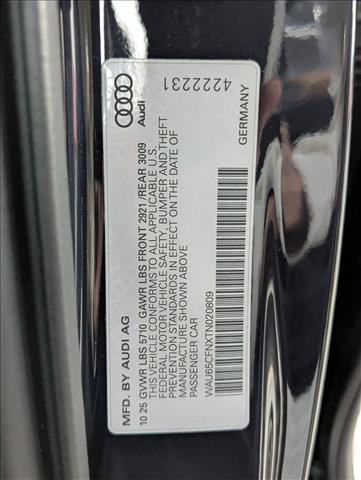 Audi
4222231
MFD. BY AUDI AG
10 25 GVWR LBS 5710 GAWR LBS FRONT 2921 /REAR 3009
THIS VEHICLE CONFORMS TO ALL APPLICABLE U.S.
FEDERAL MOTOR VEHICLE SAFETY, BUMPER AND THEFT
PREVENTION STANDARDS IN EFFECT ON THE DATE OF
MANUFACTURE SHOWN ABOVE
PASSENGER CAR
WAU65CFNXTN020809
GERMANY